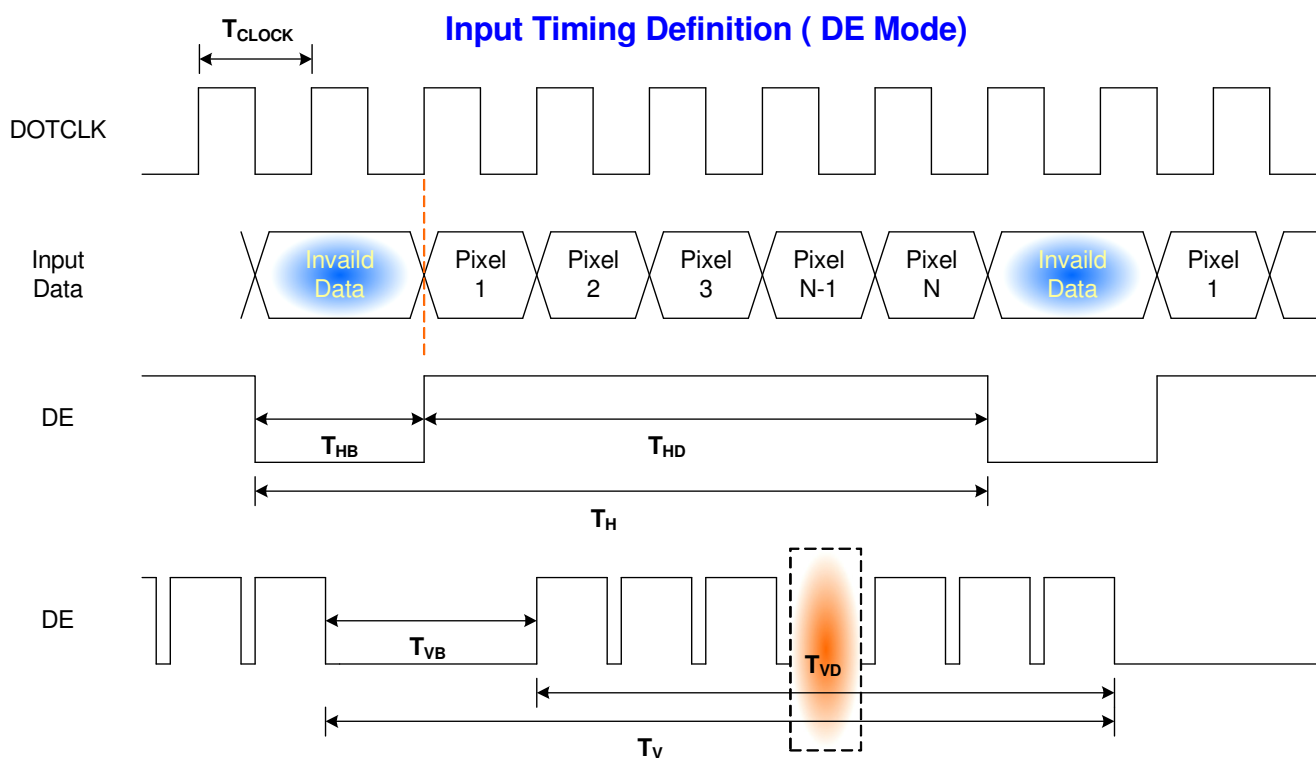 Input Timing Definition ( DE Mode)
TCLOCK
DOTCLK
Input
Data
Invaild
Data
Pixel
1
Pixel
2
Pixel
3
Pixel
N-1
Pixel
N
Invaild
Data
Pixel
1
DE
THB
THD
TH
DE
TVB
TVD
TV